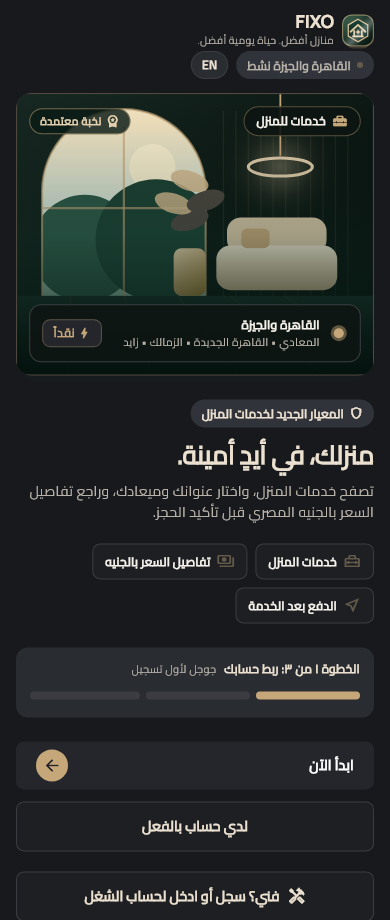 FIXO
منازل أفضل. حياة يومية أفضل.
القاهرة والجيزة نشط
EN
خدمات للمنزل
نخبة معتمدة
القاهرة والجيزة
المعادي • القاهرة الجديدة • الزمالك • زايد
نقداً
المعيار الجديد لخدمات المنزل
منزلك، في أيدٍ أمينة.
تصفح خدمات المنزل، واختار عنوانك وميعادك، وراجع تفاصيل
السعر بالجنيه المصري قبل تأكيد الحجز.
خدمات المنزل
تفاصيل السعر بالجنيه
الدفع بعد الخدمة
الخطوة ١ من ٣: ربط حسابك
جوجل لأول تسجيل
ابدأ الآن
لدي حساب بالفعل
فني؟ سجل أو ادخل لحساب الشغل